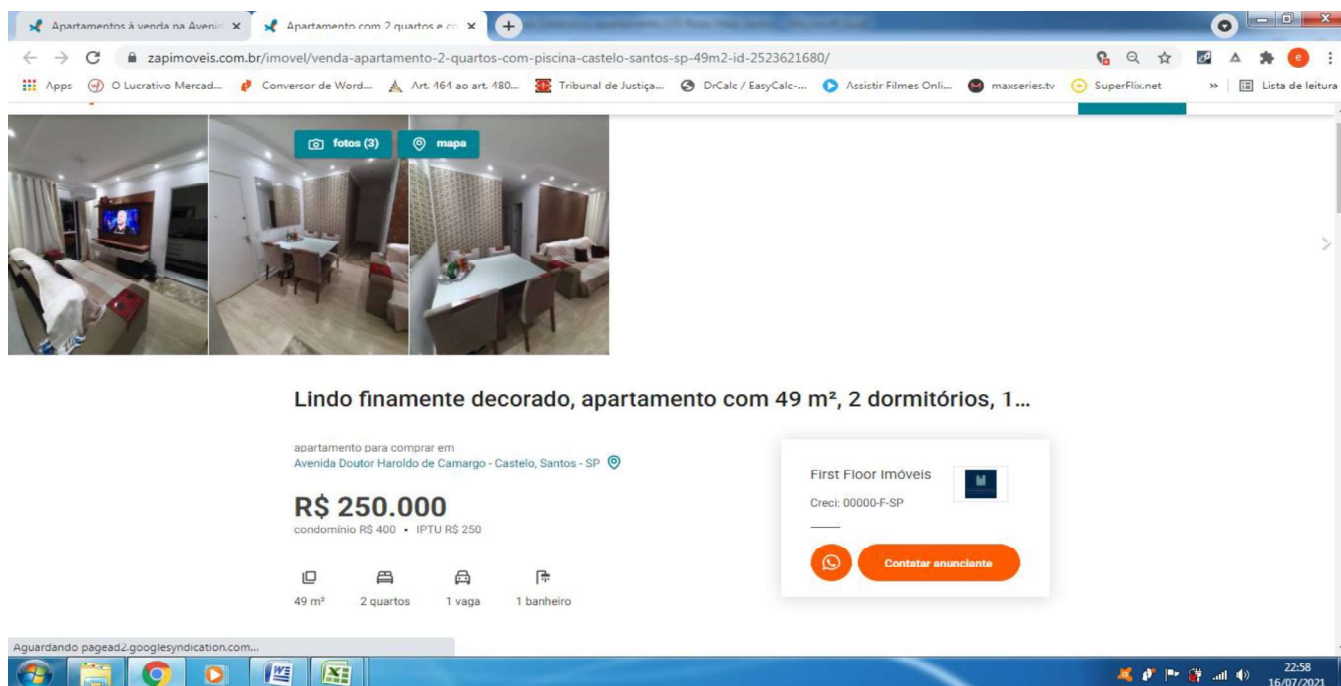 Apartamentos à venda na Avenic
Apartamento com 2 quartos e co
zapimoveis.com.br/imovel/venda-apartamento-2-quartos-com-piscina-castelo-santos-sp-49m2-id-2523621680/
e
Apps
O Lucrativo Mercad...
Conversor de Word...
Art. 464 ao art. 480...
Tribunal de Justiça...
DrCalc / EasyCalc-...
Assistir Filmes Onli...
maxseries.tv
SuperFlix.net
»
Lista de leitura
fotos (3)
mapa
Lindo finamente decorado, apartamento com 49 m², 2 dormitórios, 1...
apartamento para comprar em
Avenida Doutor Haroldo de Camargo - Castelo, Santos - SP
R$ 250.000
condomínio R$ 400 • IPTU R$ 250
49 m²
2 quartos
1 vaga
1 banheiro
First Floor Imóveis
Creci: 00000-F-SP
Contatar anunciante
Aguardando pagead2.googlesyndication.com...
22:58
16/07/2021